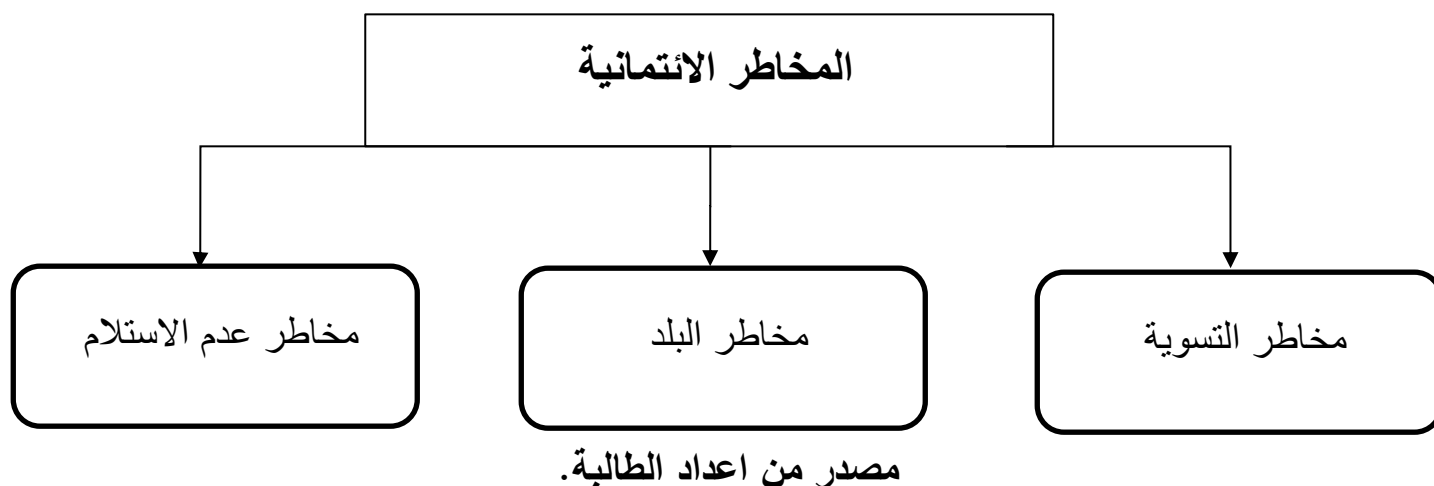 المخاطر الائتمانية
مخاطر التسوية
مخاطر البلد
مخاطر عدم الاستلام
مصدر من اعداد الطالبة.